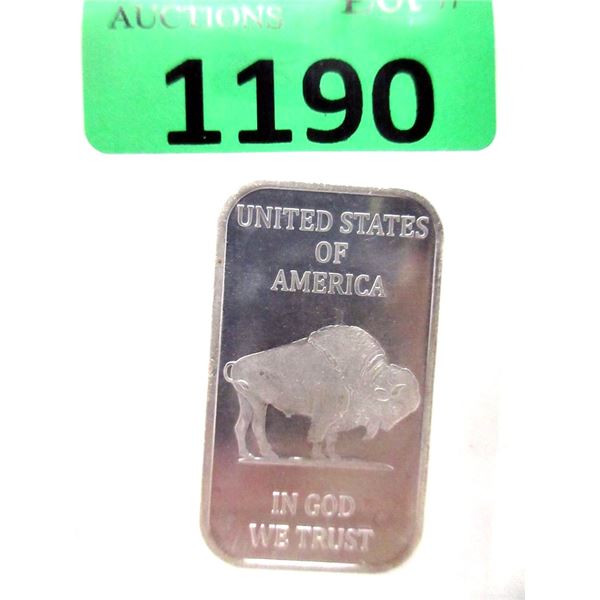 AUCTIONS
1190
UNITED STATES
OF
AMERICA
IN GOD
WE TRUST